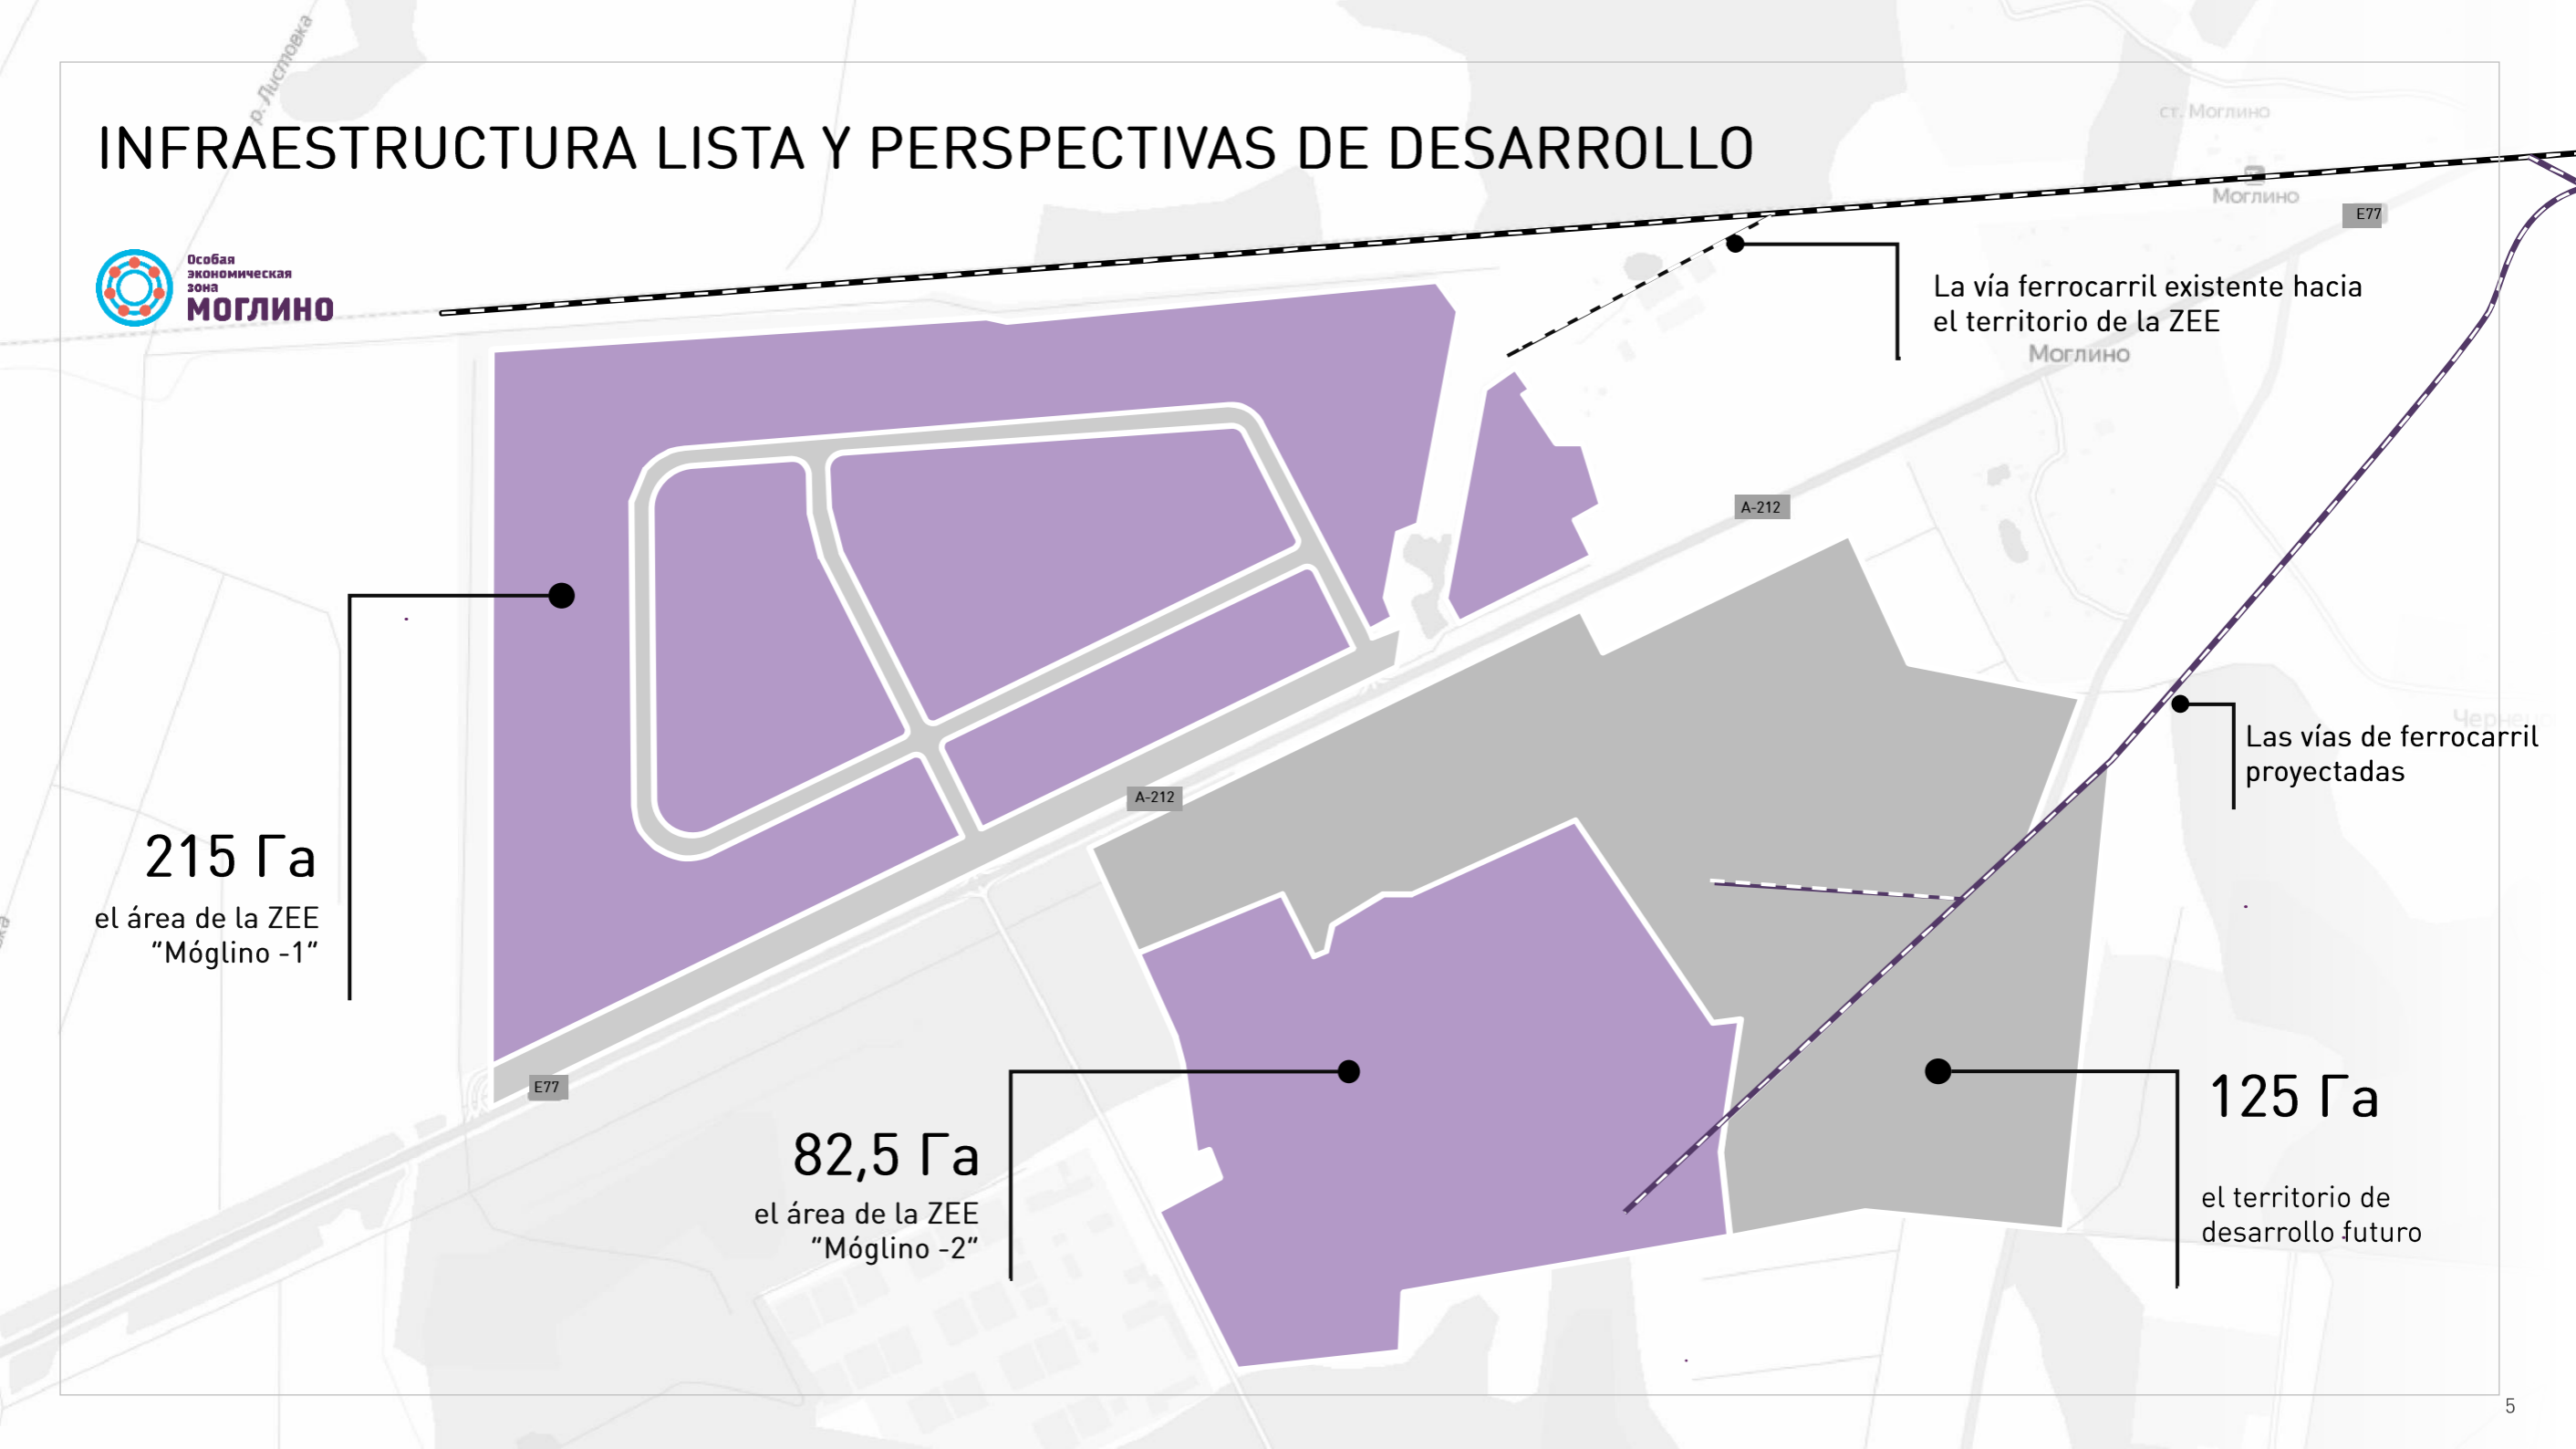 р. Листовка
ст. Моглино
INFRAESTRUCTURA LISTA Y PERSPECTIVAS DE DESARROLLO
Моглино
E77
Особая
экономическая
зона
МОГЛИНО
La vía ferrocarril existente hacia
el territorio de la ZEE
Моглино
A-212
Las vías de ferrocarril
proyectadas
A-212
215 Га
el área de la ZEE
“Móglino -1”
E77
82,5 Га
el área de la ZEE
“Móglino -2”
125 Га
el territorio de
desarrollo futuro
5